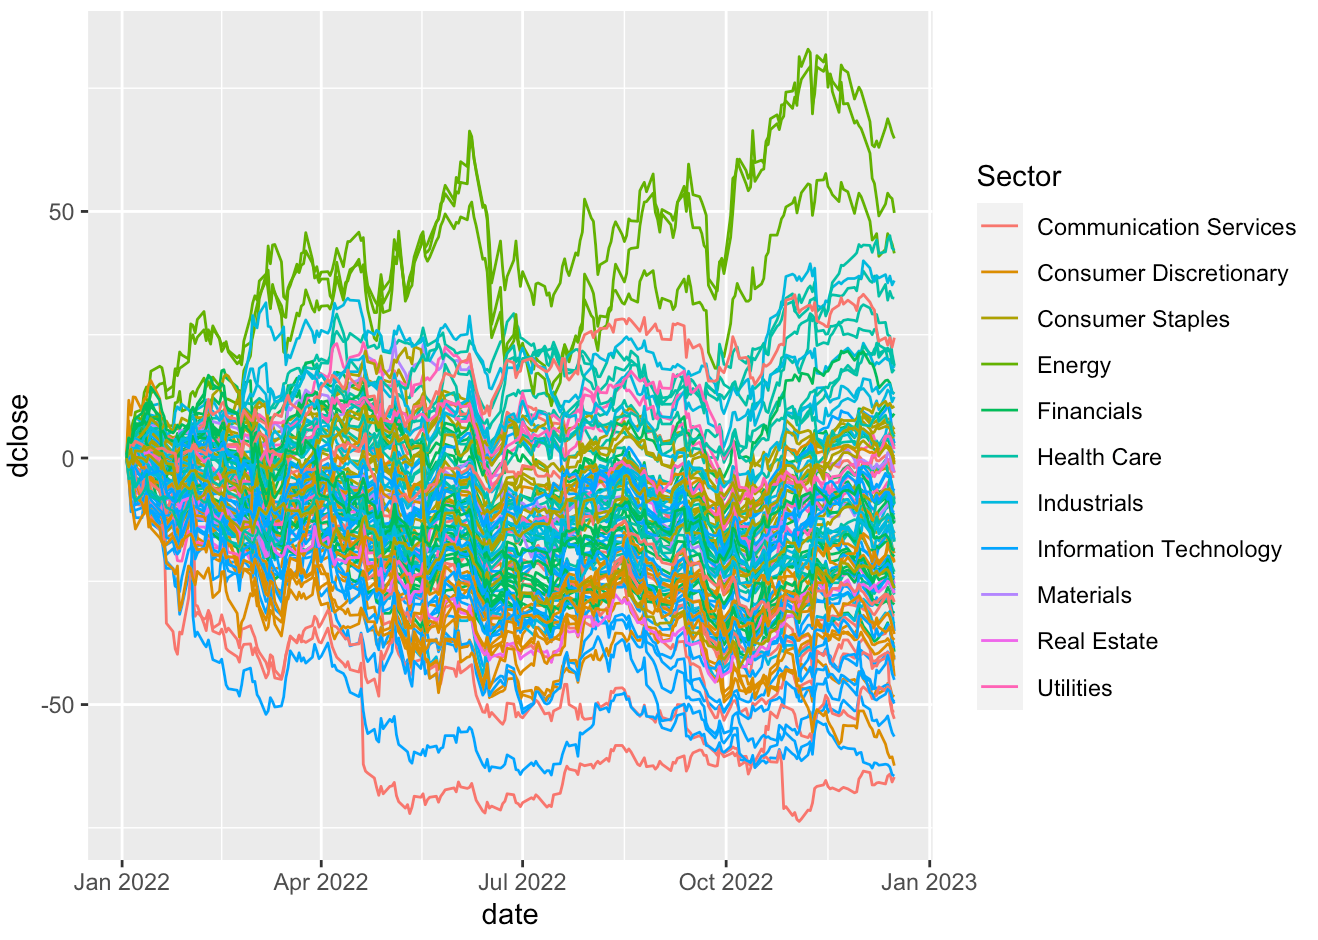 50
0
-50
dclose
Jan 2022
Apr 2022
Jul 2022
Oct 2022
Jan 2023
date
Sector
Communication Services
Consumer Discretionary
Consumer Staples
Energy
Financials
Health Care
Industrials
Information Technology
Materials
Real Estate
Utilities